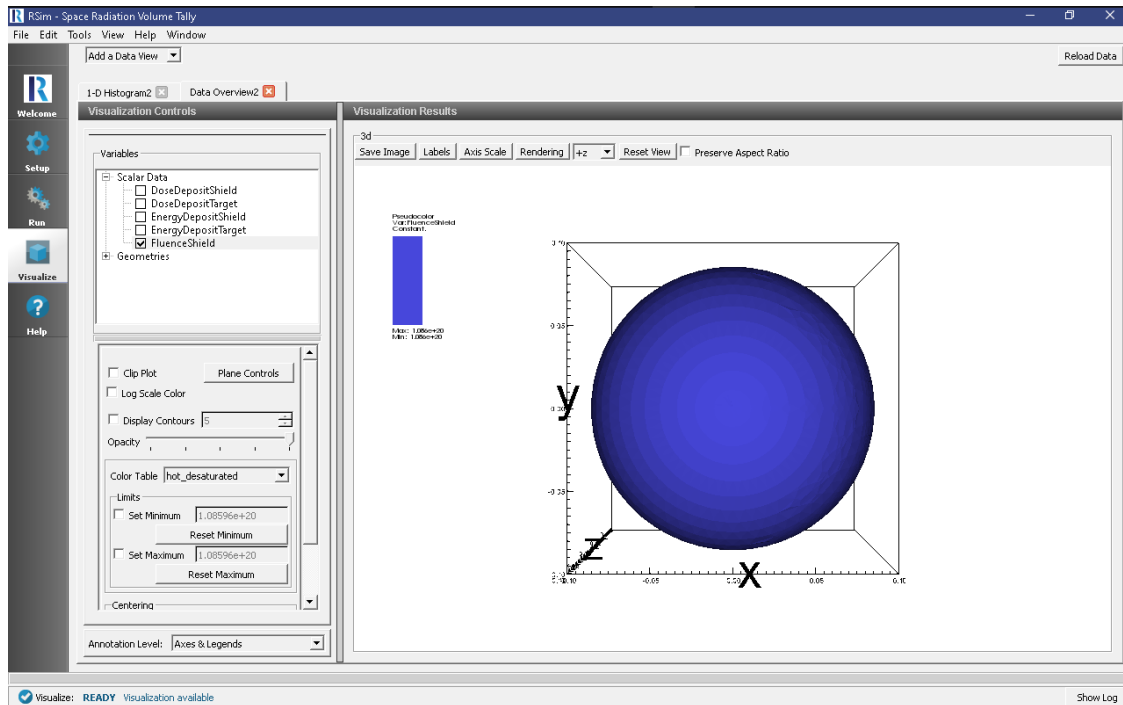 RSim - Space Radiation Volume Tally
File Edit Tools View Help Window
Add a Data View
Reload Data
1-D Histogram2
Data Overview2
Welcome
Setup
Run
Visualize
Help
Visualization Controls
Variables
Scalar Data
DoseDepositShield
DoseDepositTarget
EnergyDepositShield
EnergyDepositTarget
FluenceShield
Geometries
Clip Plot
Plane Controls
Log Scale Color
Display Contours 5
Opacity
Color Table hot_desaturated
Limits
Set Minimum 1.08596e+20
Reset Minimum
Set Maximum 1.08596e+20
Reset Maximum
Centering
Annotation Level: Axes & Legends
Visualization Results
3d
Save Image Labels Axis Scale Rendering +z Reset View Preserve Aspect Ratio
Pseudocolor
Var: FluenceShield
Constant.
Max: 1.086e+20
Min: 1.086e+20
y
z
x
-0.05
0.05
0.10
Visualize: READY Visualization available
Show Log